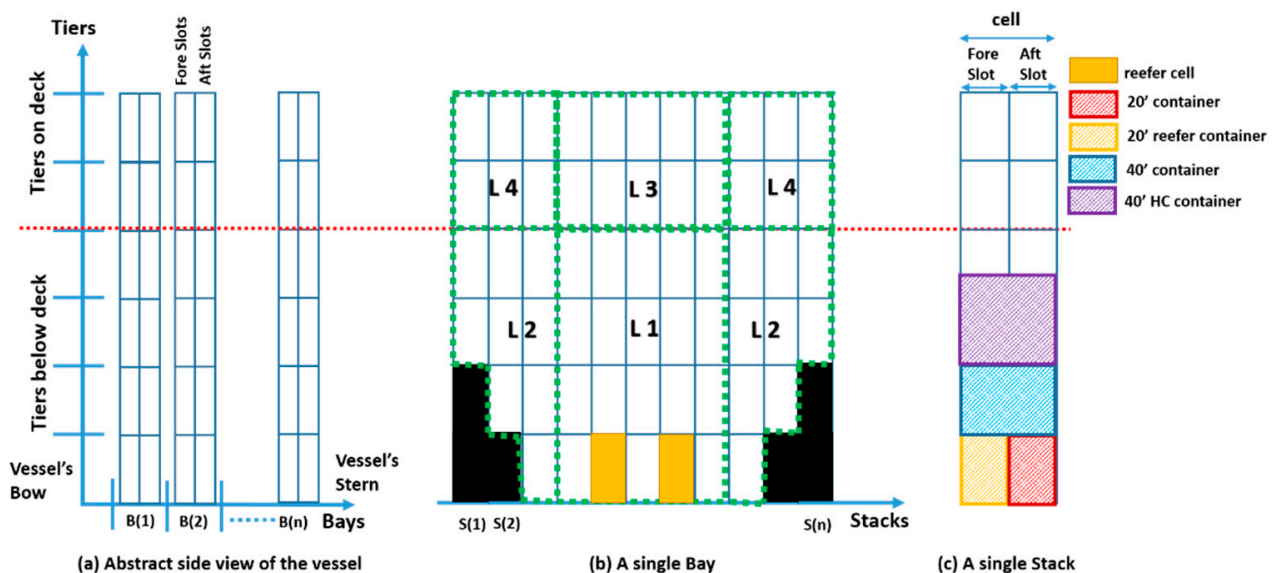 Tiers
Fore Slots
Aft Slots
Tiers on deck
Tiers below deck
Vessel's
Bow
Vessel's
Stern
B(1)
B(2)
B(n)
Bays
(a) Abstract side view of the vessel
L 4
L 3
L 4
L 2
L 1
L 2
S(1)
S(2)
S(n)
Stacks
(b) A single Bay
cell
Fore
Slot
Aft
Slot
reefer cell
20' container
20' reefer container
40' container
40' HC container
(c) A single Stack